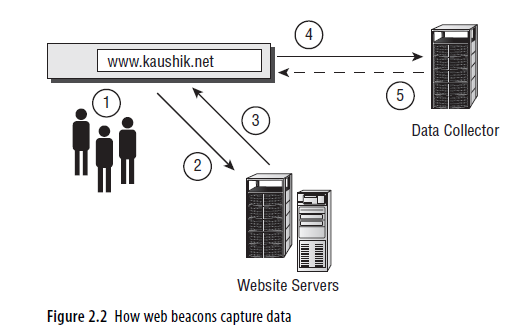 4
www.kaushik.net
5
1
Data Collector
3
2
Website Servers
Figure 2.2 How web beacons capture data